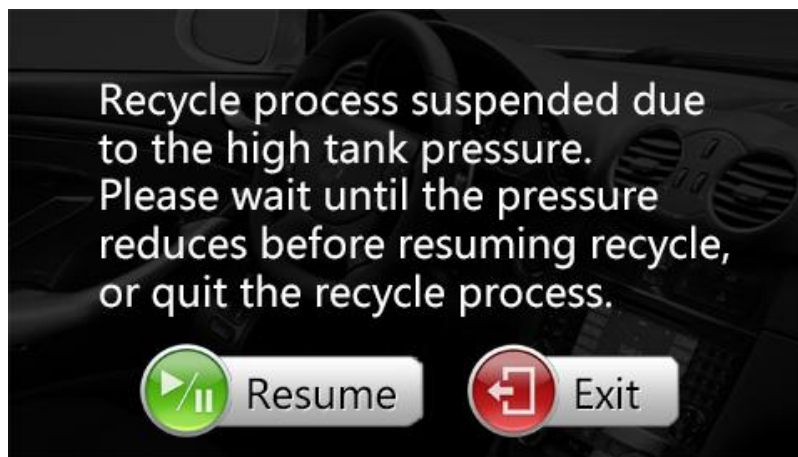 Recycle process suspended due
to the high tank pressure.
Please wait until the pressure
reduces before resuming recycle,
or quit the recycle process.
Resume
Exit